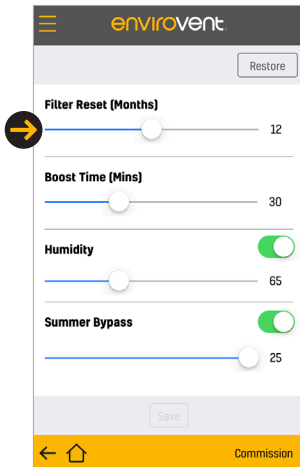 envirovent.
Restore
Filter Reset (Months)
12
Boost Time (Mins)
30
Humidity
65
Summer Bypass
25
Save
Commission